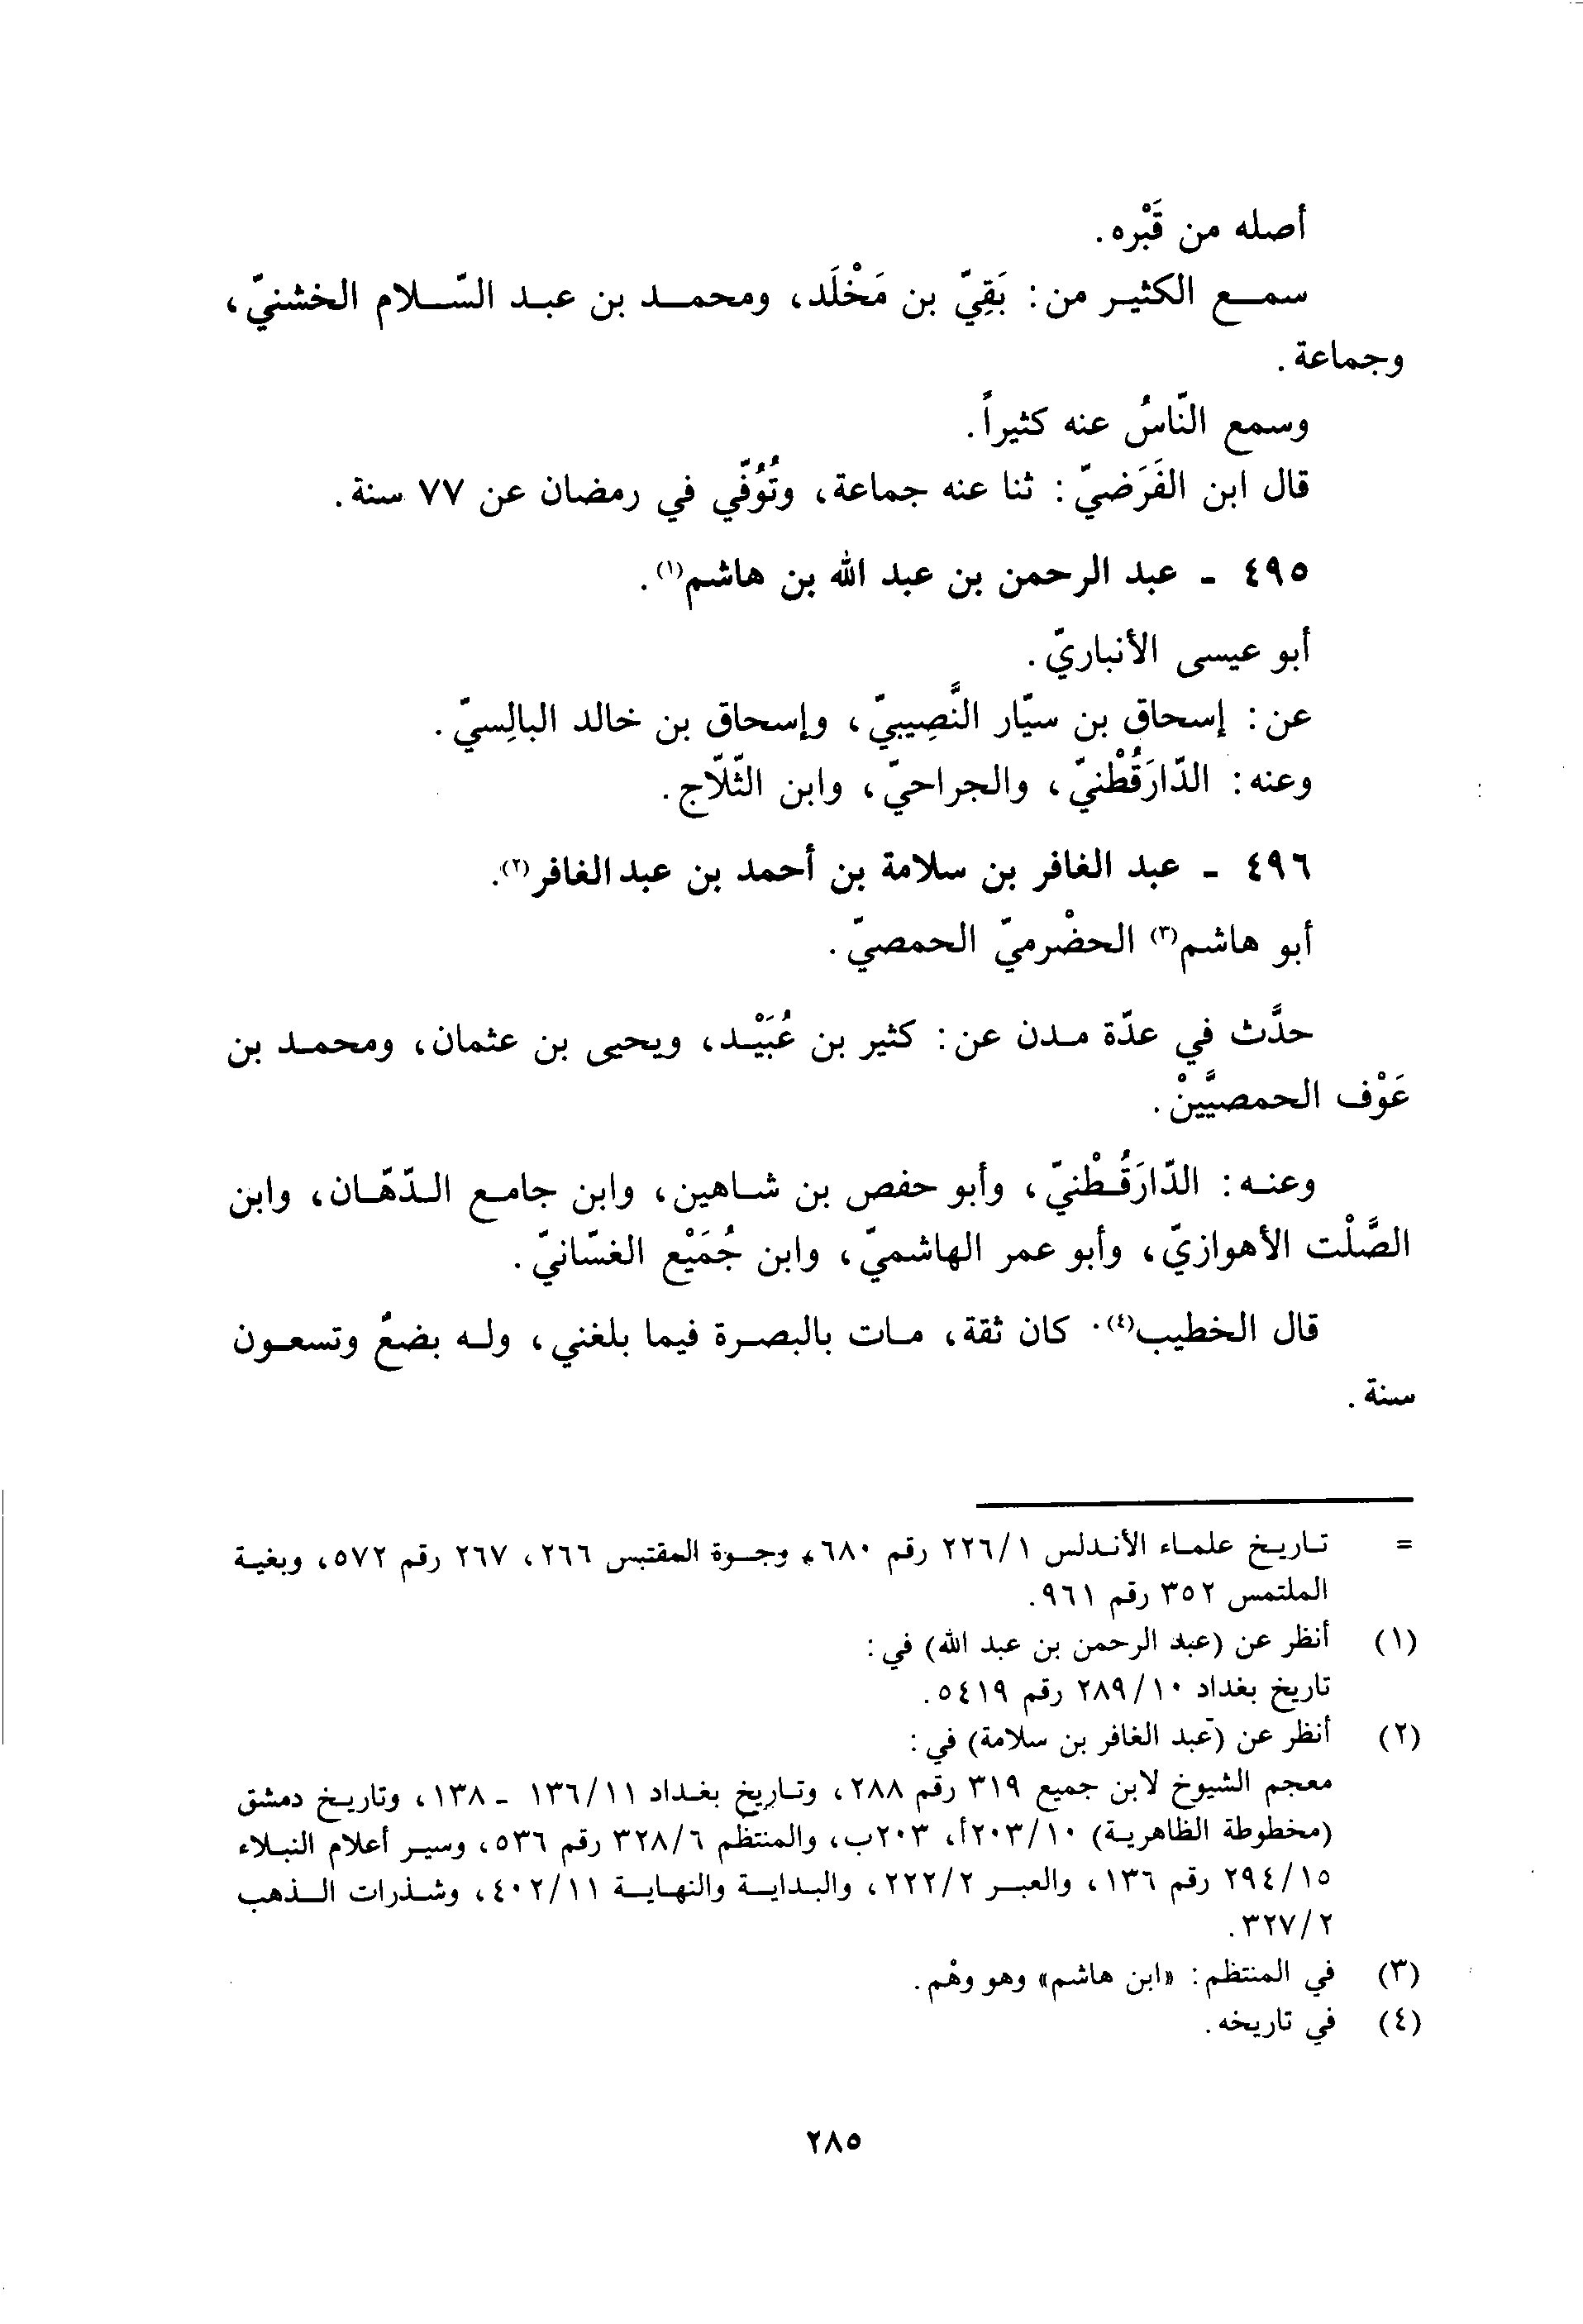 أصله من قَبْره.
سمع الكثير من: بَقِيّ بن مَخْلَد، ومحمد بن عبد السّلام الخشنيّ،
وجماعة.
وسمع النّاسُ عنه كثيراً.
قال ابن الفَرَضيّ: ثنا عنه جماعة، وتُوُفّي في رمضان عن ٧٧ سنة.
٤٩٥ - عبد الرحمن بن عبد الله بن هاشم(١).
أبو عيسى الأنباريّ.
عن: إسحاق بن سيّار النَّصِيبيّ، وإسحاق بن خالد البالِسيّ.
وعنه: الدّارَقُطْنيّ، والجراحيّ، وابن الثّلّاج.
٤٩٦ - عبد الغافر بن سلامة بن أحمد بن عبد الغافر(٢).
أبو هاشم(٣) الحضْرميّ الحمصيّ.
حدَّث في عدّة مدن عن: كثير بن عُبَيْد، ويحيى بن عثمان، ومحمد بن
عَوْف الحمصيَّينْ.
وعنه: الدّارَقُطْنيّ، وأبو حفص بن شاهين، وابن جامع الدّهّان، وابن
الصَّلْت الأهوازيّ، وأبو عمر الهاشميّ، وابن جُمَيْع الغسّانيّ.
قال الخطيب(٤). كان ثقة، مات بالبصرة فيما بلغني، وله بضعٌ وتسعون
سنة.
= تاريخ علماء الأندلس ٢٢٦/١ رقم ٦٨٠، وجوة المقتبس ٢٦٦، ٢٦٧ رقم ٥٧٢، وبغية
الملتمس ٣٥٢ رقم ٩٦١.
(١) أنظر عن (عبد الرحمن بن عبد الله) في:
تاريخ بغداد ٢٨٩/١٠ رقم ٥٤١٩.
(٢) أنظر عن (عبد الغافر بن سلامة) في:
معجم الشيوخ لابن جميع ٣١٩ رقم ٢٨٨، وتاريخ بغداد ١٣٦/١١ - ١٣٨، وتاريخ دمشق
(مخطوطة الظاهرية) ٢٠٣/١٠أ، ٢٠٣ب، والمنتظم ٣٢٨/٦ رقم ٥٣٦، وسير أعلام النبلاء
٢٩٤/١٥ رقم ١٣٦، والعبر ٢٢٢/٢، والبداية والنهاية ٤٠٢/١١، وشذرات الذهب
٣٢٧/٢.
(٣) في المنتظم: «ابن هاشم» وهو وهْم.
(٤) في تاريخه.
٢٨٥